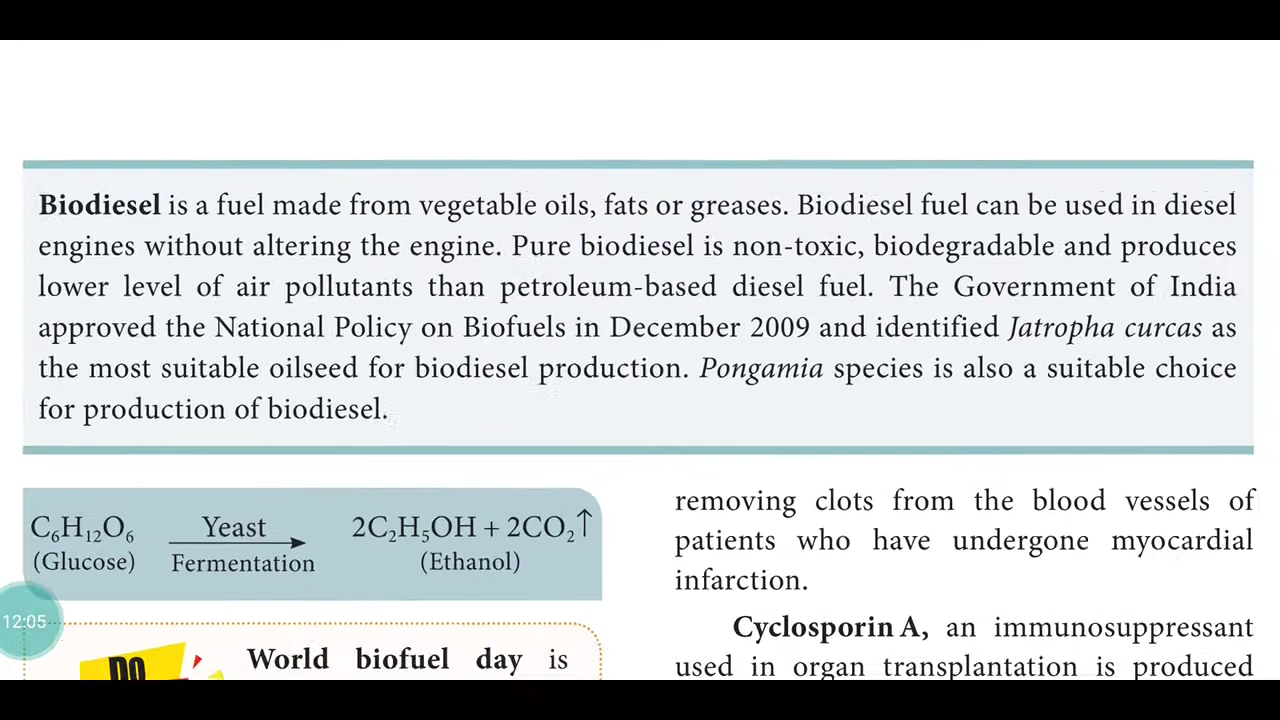 Biodiesel is a fuel made from vegetable oils, fats or greases. Biodiesel fuel can be used in diesel
engines without altering the engine. Pure biodiesel is non-toxic, biodegradable and produces
lower level of air pollutants than petroleum-based diesel fuel. The Government of India
approved the National Policy on Biofuels in December 2009 and identified Jatropha curcas as
the most suitable oilseed for biodiesel production. Pongamia species is also a suitable choice
for production of biodiesel.
C₆H₁₂O₆ Yeast 2C₂H₅OH + 2CO₂↑
(Glucose) Fermentation (Ethanol)
12:05
DO
World biofuel day is
removing clots from the blood vessels of
patients who have undergone myocardial
infarction.
Cyclosporin A, an immunosuppressant
used in organ transplantation is produced